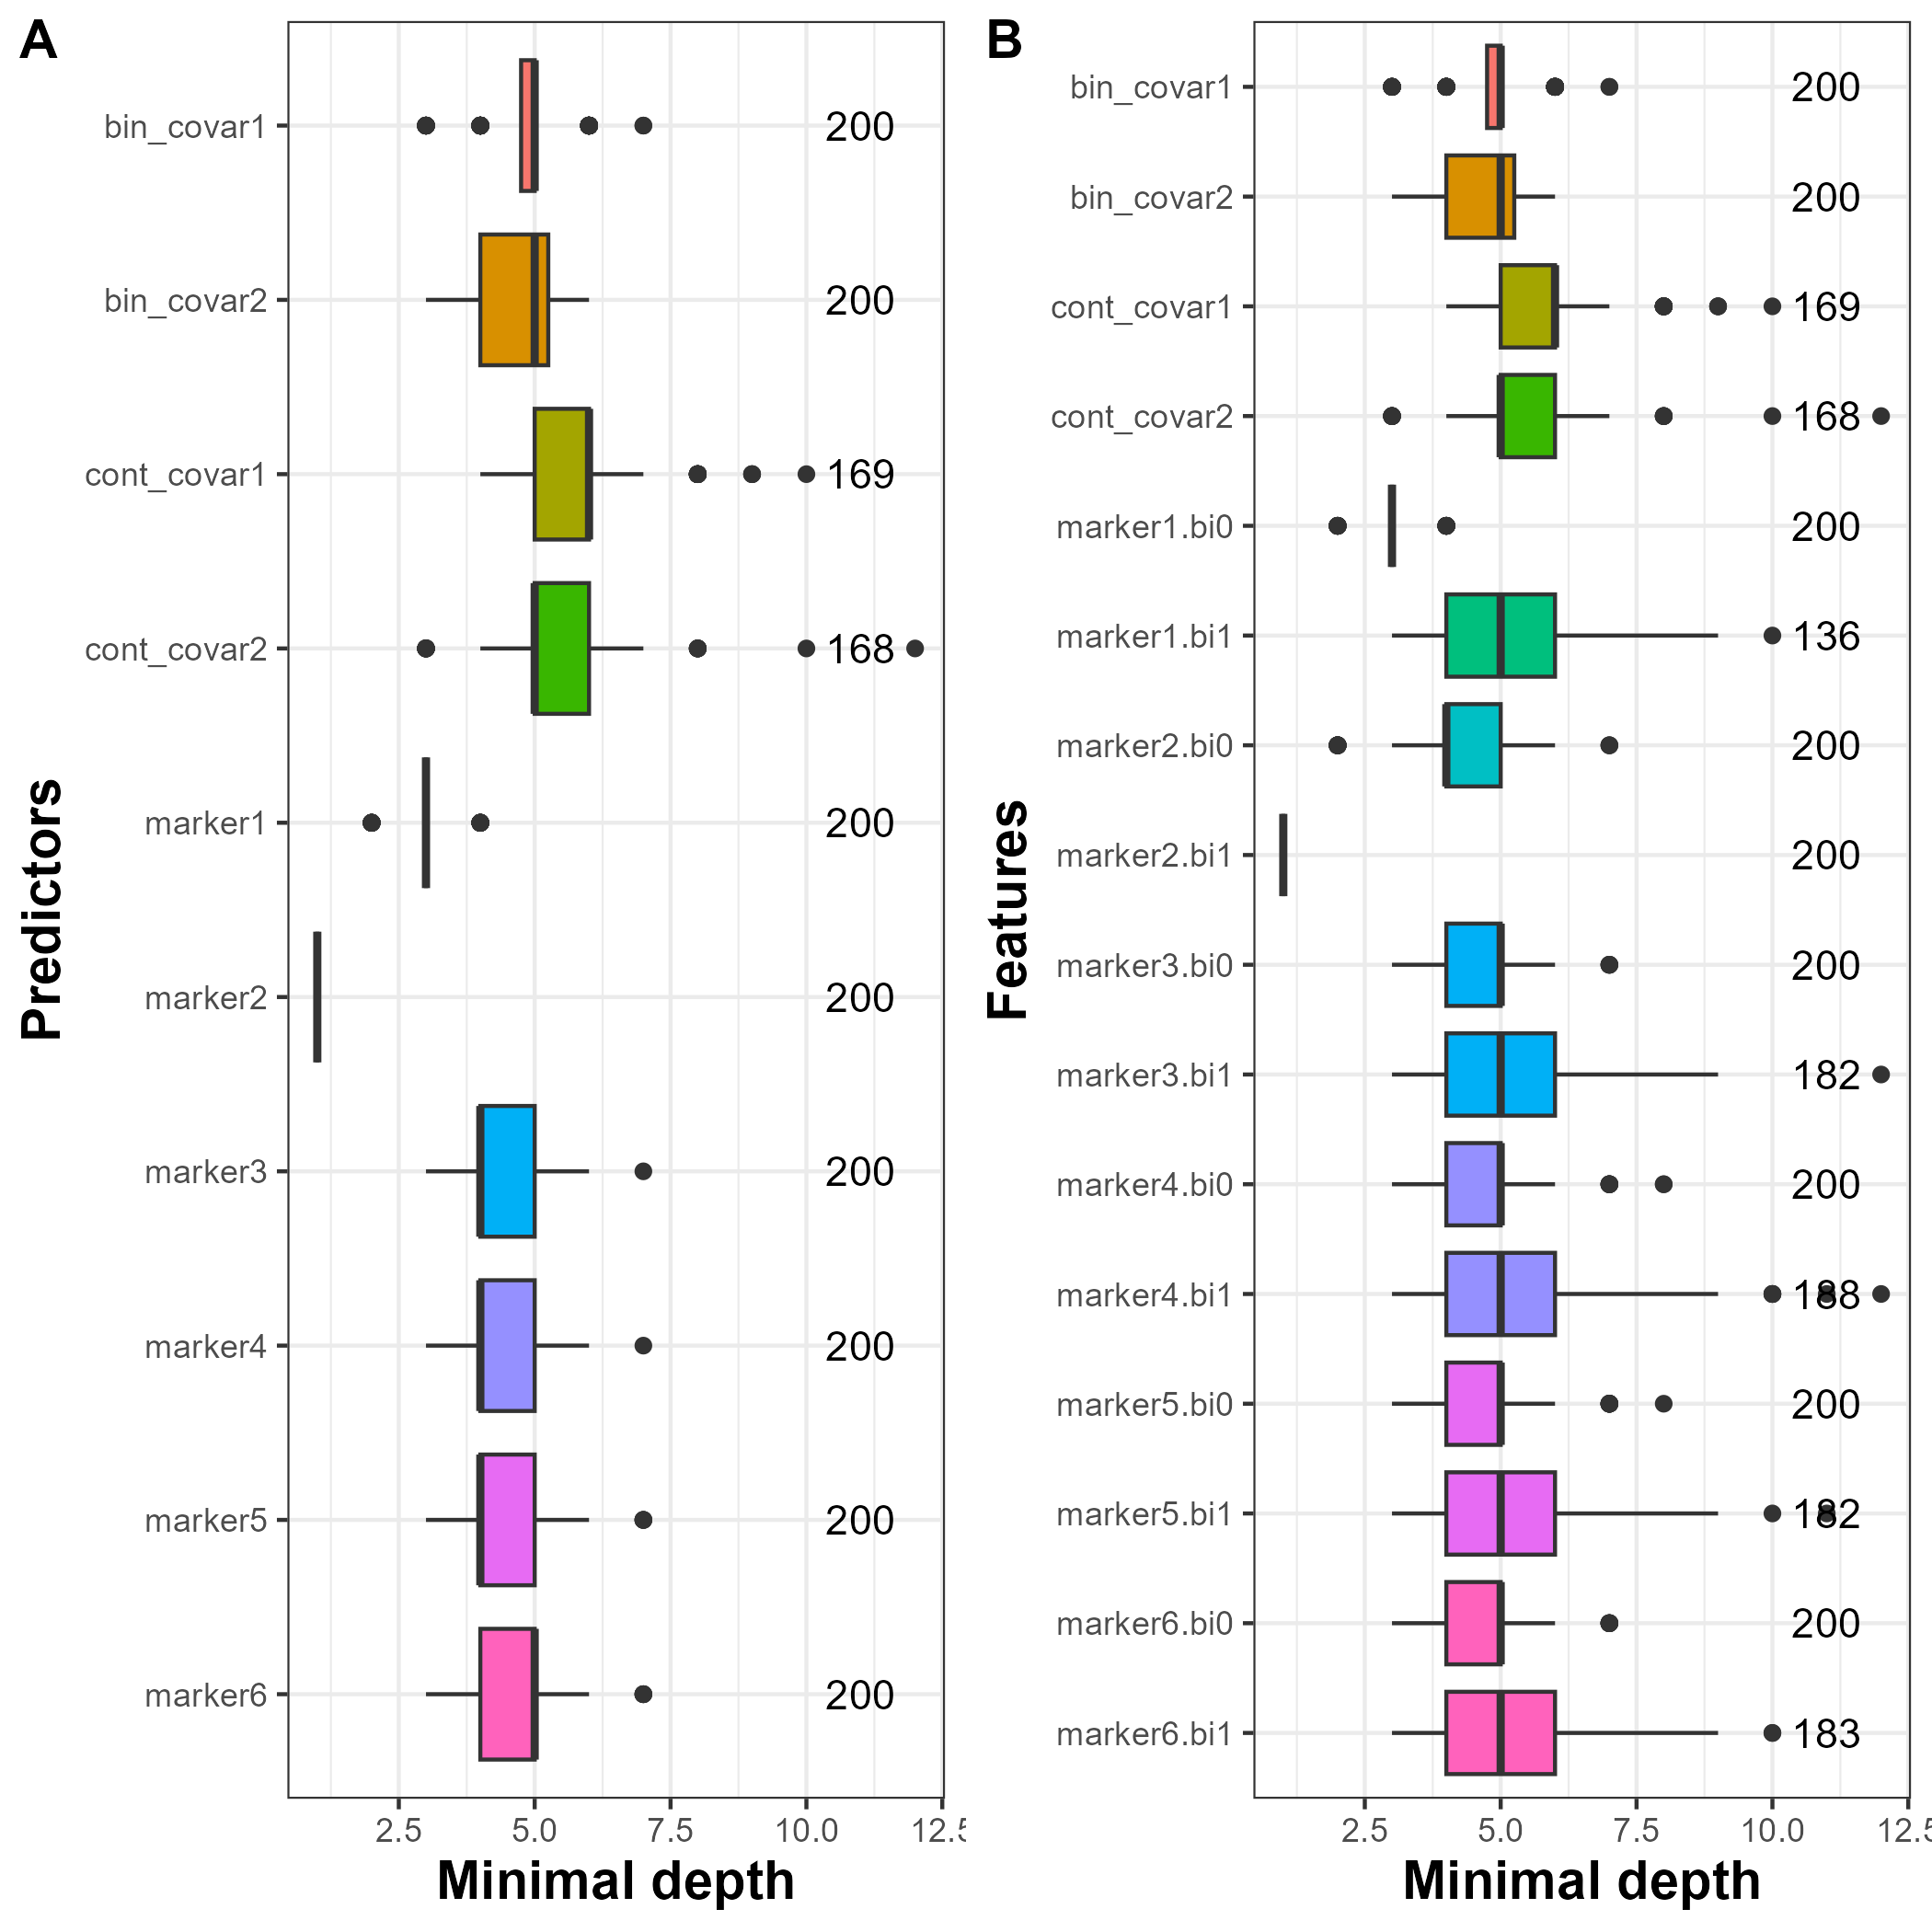 A
Predictors
bin_covar1 200
bin_covar2 200
cont_covar1 169
cont_covar2 168
marker1 200
marker2 200
marker3 200
marker4 200
marker5 200
marker6 200
2.5 5.0 7.5 10.0 12.5
Minimal depth
B
Features
bin_covar1 200
bin_covar2 200
cont_covar1 169
cont_covar2 168
marker1.bi0 200
marker1.bi1 136
marker2.bi0 200
marker2.bi1 200
marker3.bi0 200
marker3.bi1 182
marker4.bi0 200
marker4.bi1 188
marker5.bi0 200
marker5.bi1 182
marker6.bi0 200
marker6.bi1 183
2.5 5.0 7.5 10.0 12.5
Minimal depth